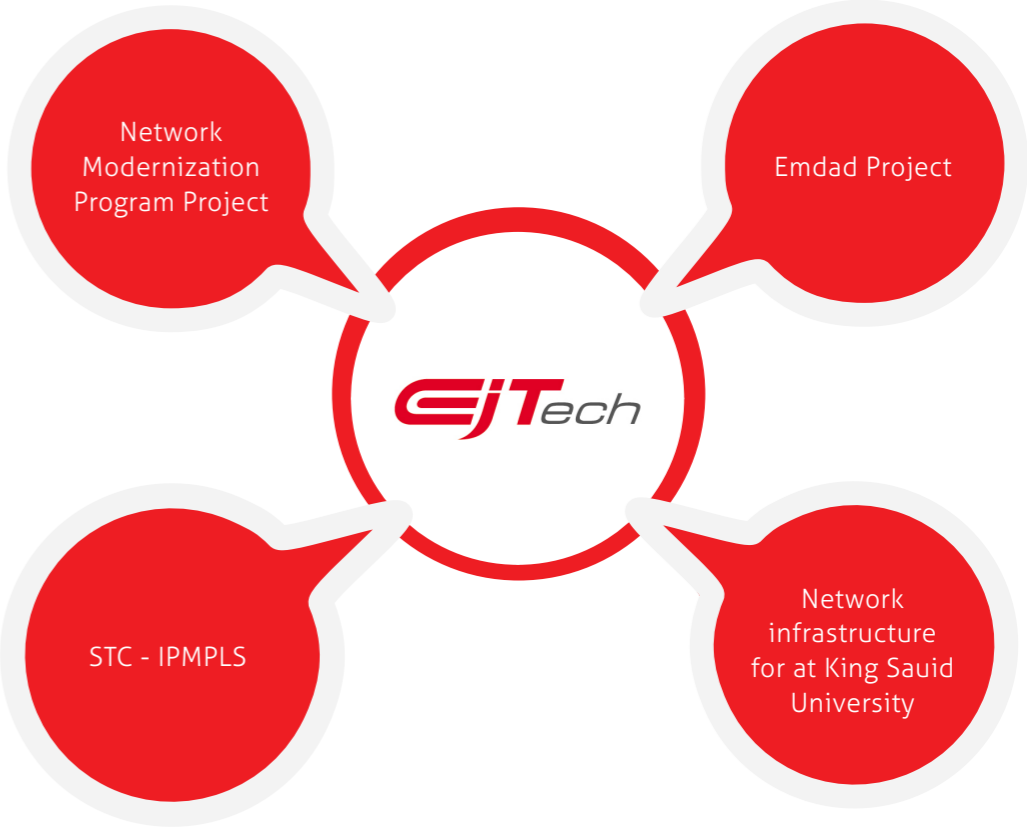 Network
Modernization
Program Project
Emdad Project
EjTech
STC - IPMPLS
Network
infrastructure
for at King Sauid
University